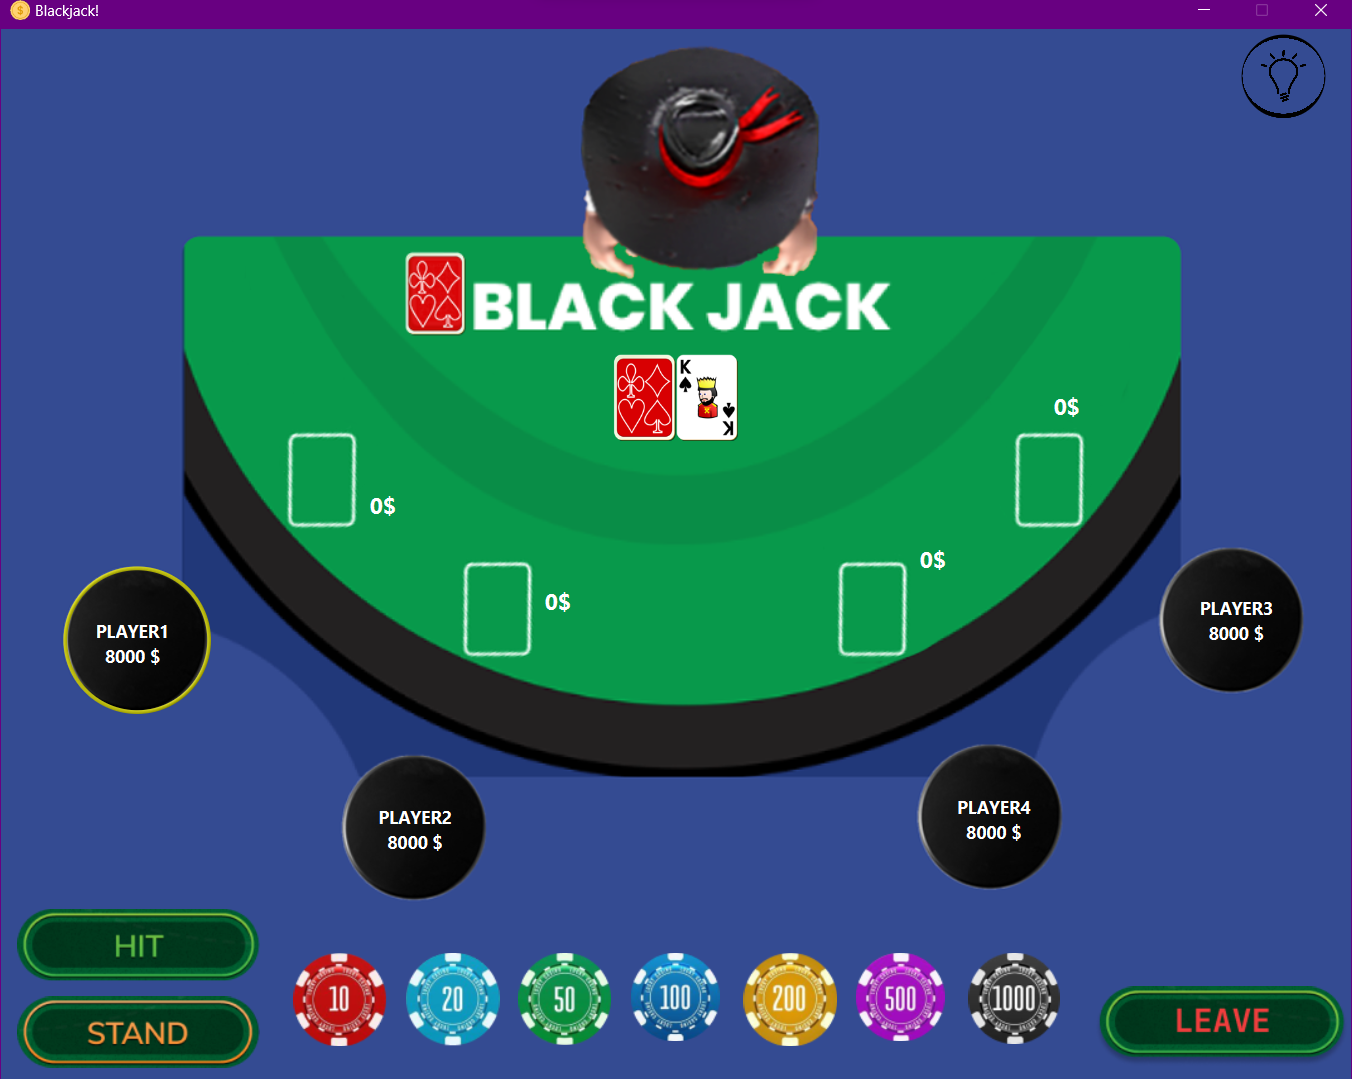 Blackjack!
BLACK JACK
K
K
0$
0$
0$
0$
PLAYER1
8000 $
PLAYER3
8000 $
PLAYER2
8000 $
PLAYER4
8000 $
HIT
STAND
10
20
50
100
200
500
1000
LEAVE